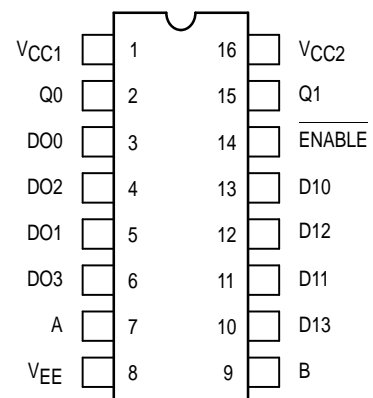 VCC1 1 16 VCC2
Q0 2 15 Q1
DO0 3 14 ENABLE
DO2 4 13 D10
DO1 5 12 D12
DO3 6 11 D11
A 7 10 D13
VEE 8 9 B